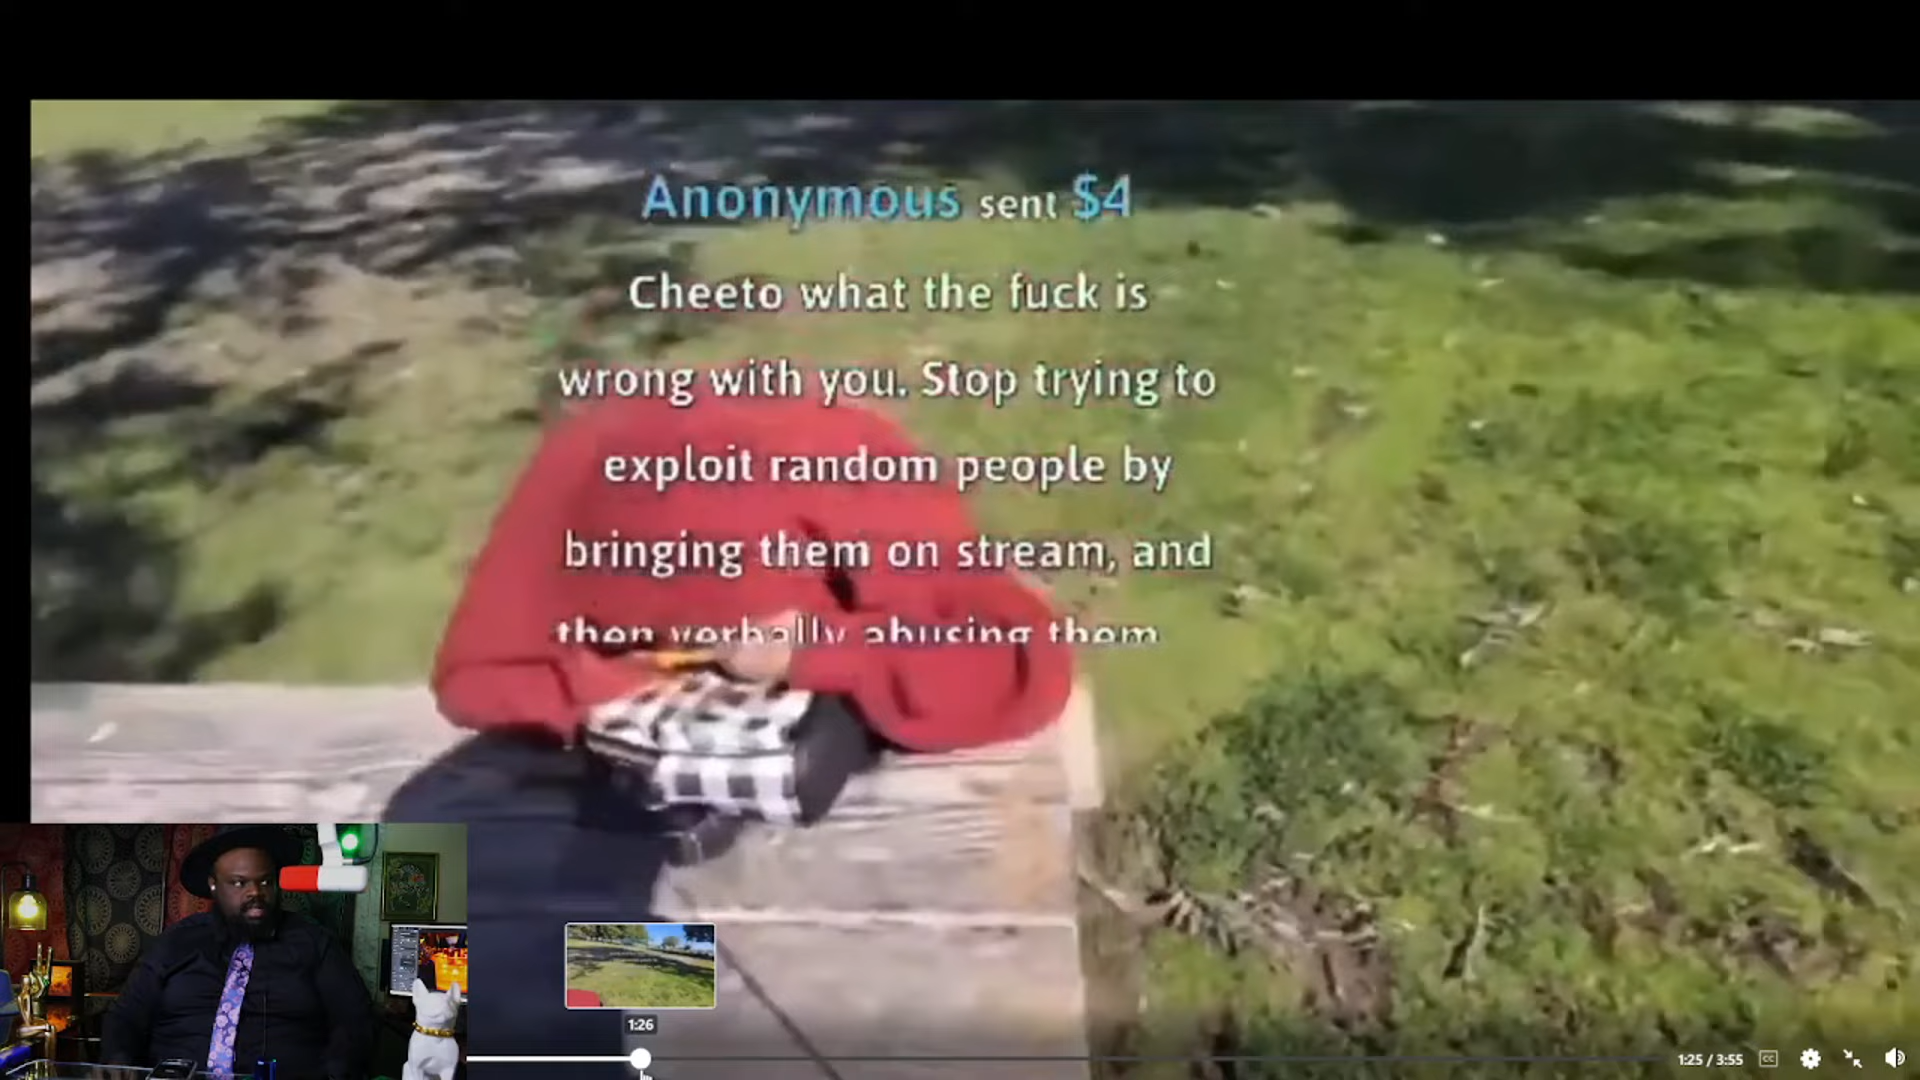 Anonymous sent $4
Cheeto what the fuck is
wrong with you. Stop trying to
exploit random people by
bringing them on stream, and
then verbally abusing them
1:26
1:25 / 3:55
CC